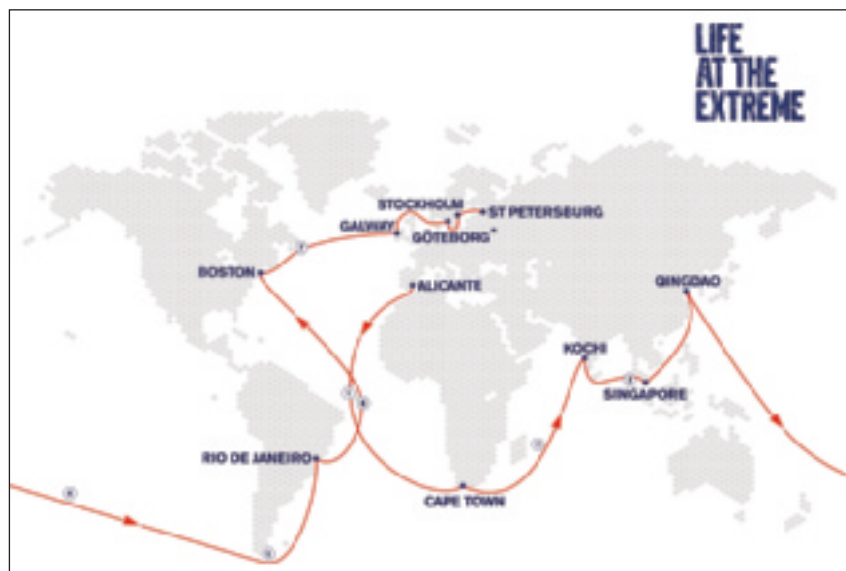 LIFE
AT THE
EXTREME
STOCKHOLM
ST PETERSBURG
GALWAY
GÖTEBORG
BOSTON
ALICANTE
QINGDAO
KOCHI
SINGAPORE
RIO DE JANEIRO
CAPE TOWN